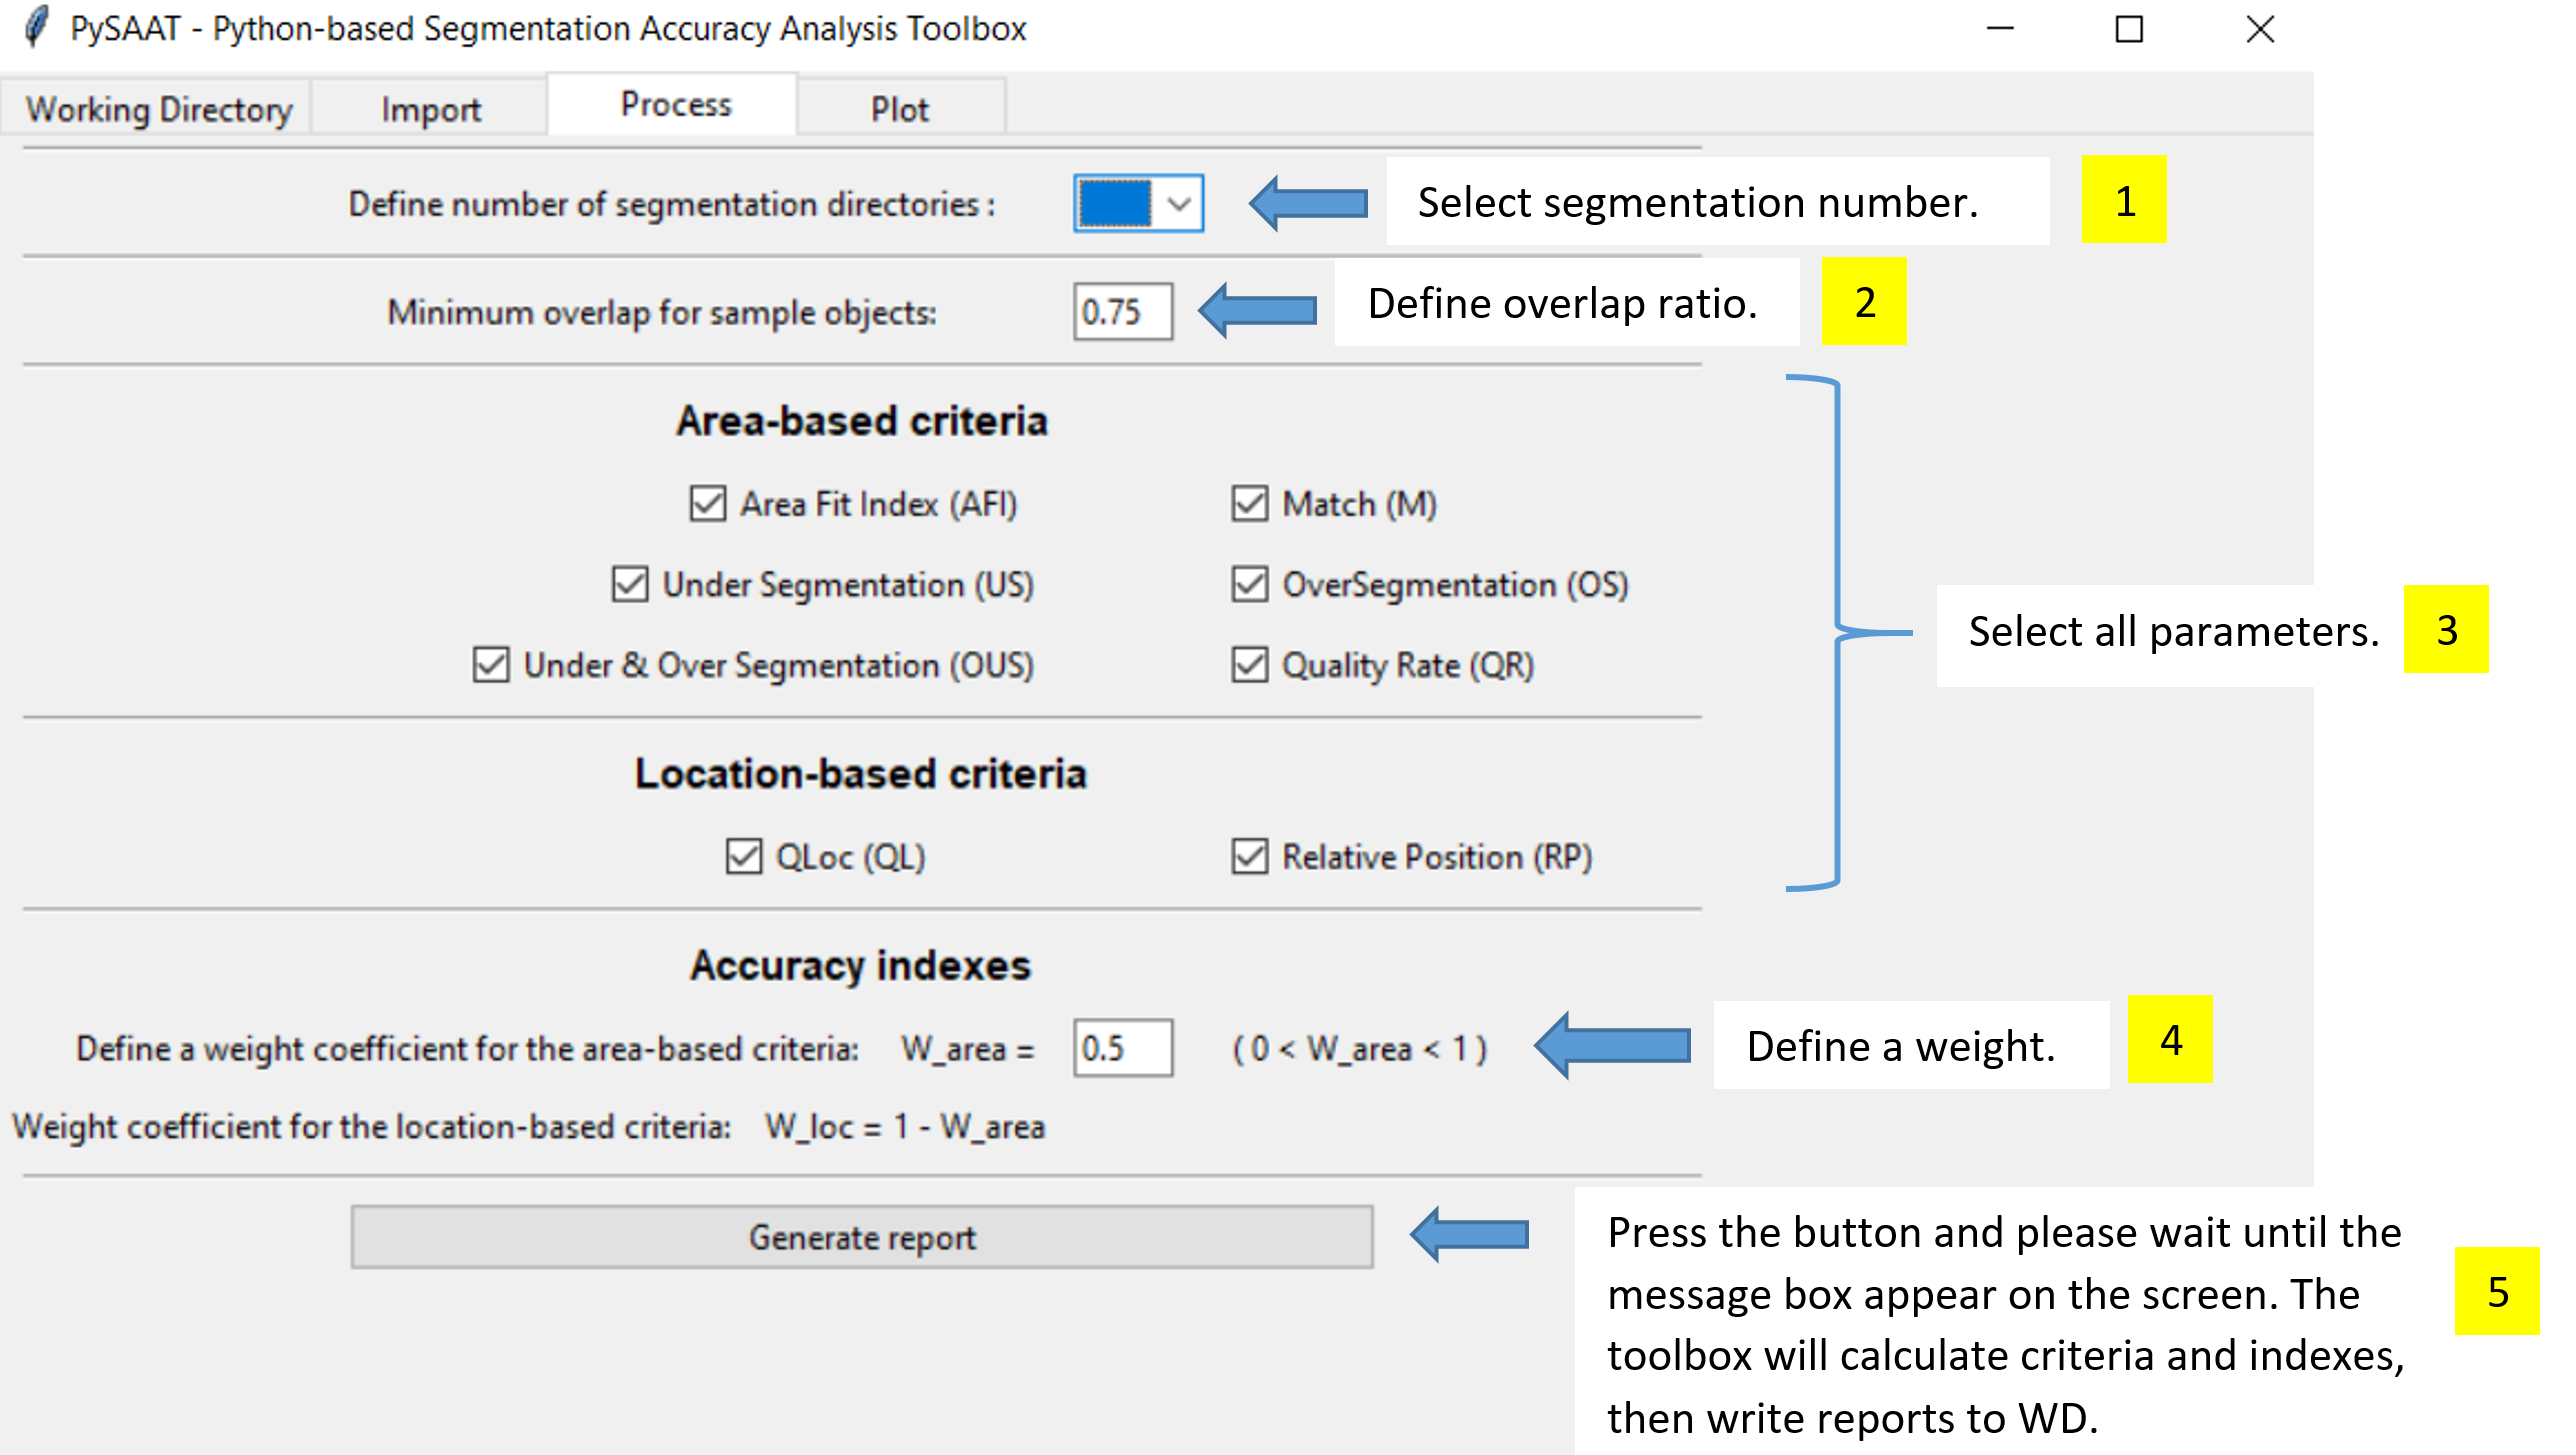 PySAAT - Python-based Segmentation Accuracy Analysis Toolbox
Working Directory Import Process Plot
Define number of segmentation directories : Select segmentation number. 1
Minimum overlap for sample objects: 0.75 Define overlap ratio. 2
Area-based criteria
Area Fit Index (AFI) Match (M)
Under Segmentation (US) OverSegmentation (OS)
Select all parameters. 3
Under & Over Segmentation (OUS) Quality Rate (QR)
Location-based criteria
QLoc (QL) Relative Position (RP)
Accuracy indexes
Define a weight coefficient for the area-based criteria: W_area = 0.5 ( 0 < W_area < 1 ) Define a weight. 4
Weight coefficient for the location-based criteria: W_loc = 1 - W_area
Generate report
Press the button and please wait until the
message box appear on the screen. The 5
toolbox will calculate criteria and indexes,
then write reports to WD.